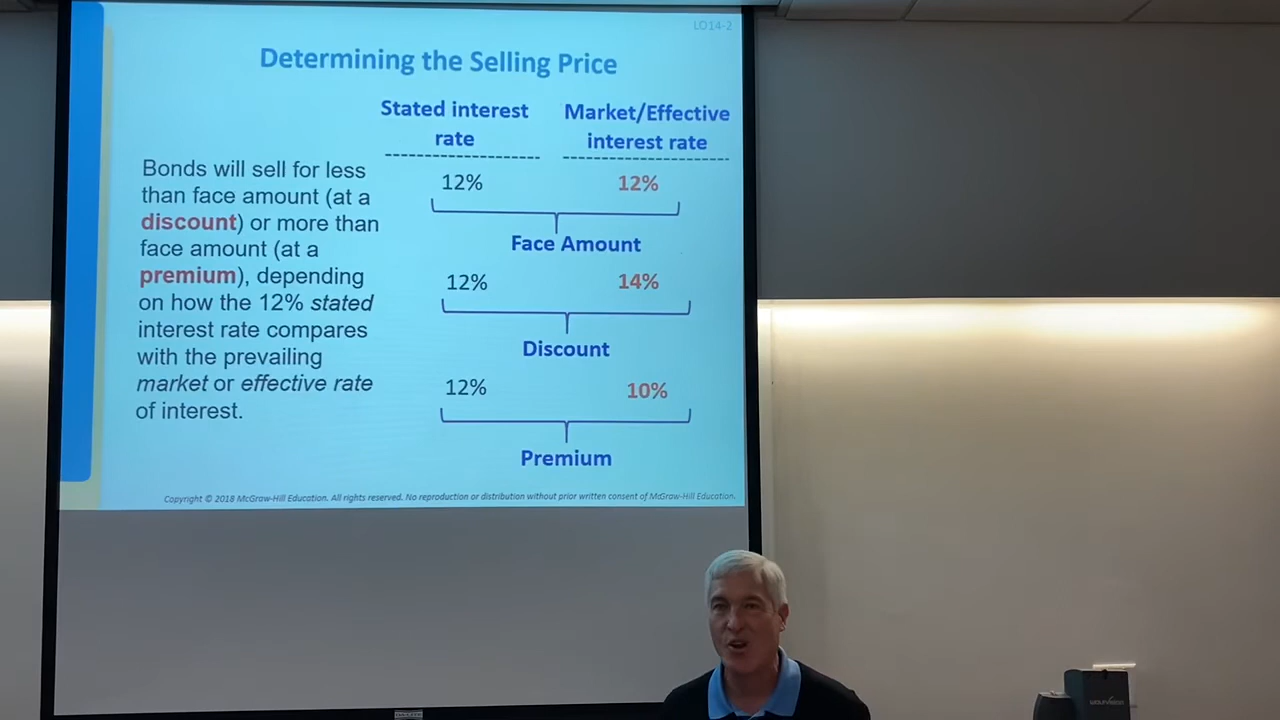 LO14-2
Determining the Selling Price
Stated interest
rate
Market/Effective
interest rate
Bonds will sell for less
than face amount (at a
discount) or more than
face amount (at a
premium), depending
on how the 12% stated
interest rate compares
with the prevailing
market or effective rate
of interest.
12% 12%
Face Amount
12% 14%
Discount
12% 10%
Premium
Copyright © 2018 McGraw-Hill Education. All rights reserved. No reproduction or distribution without prior written consent of McGraw-Hill Education.